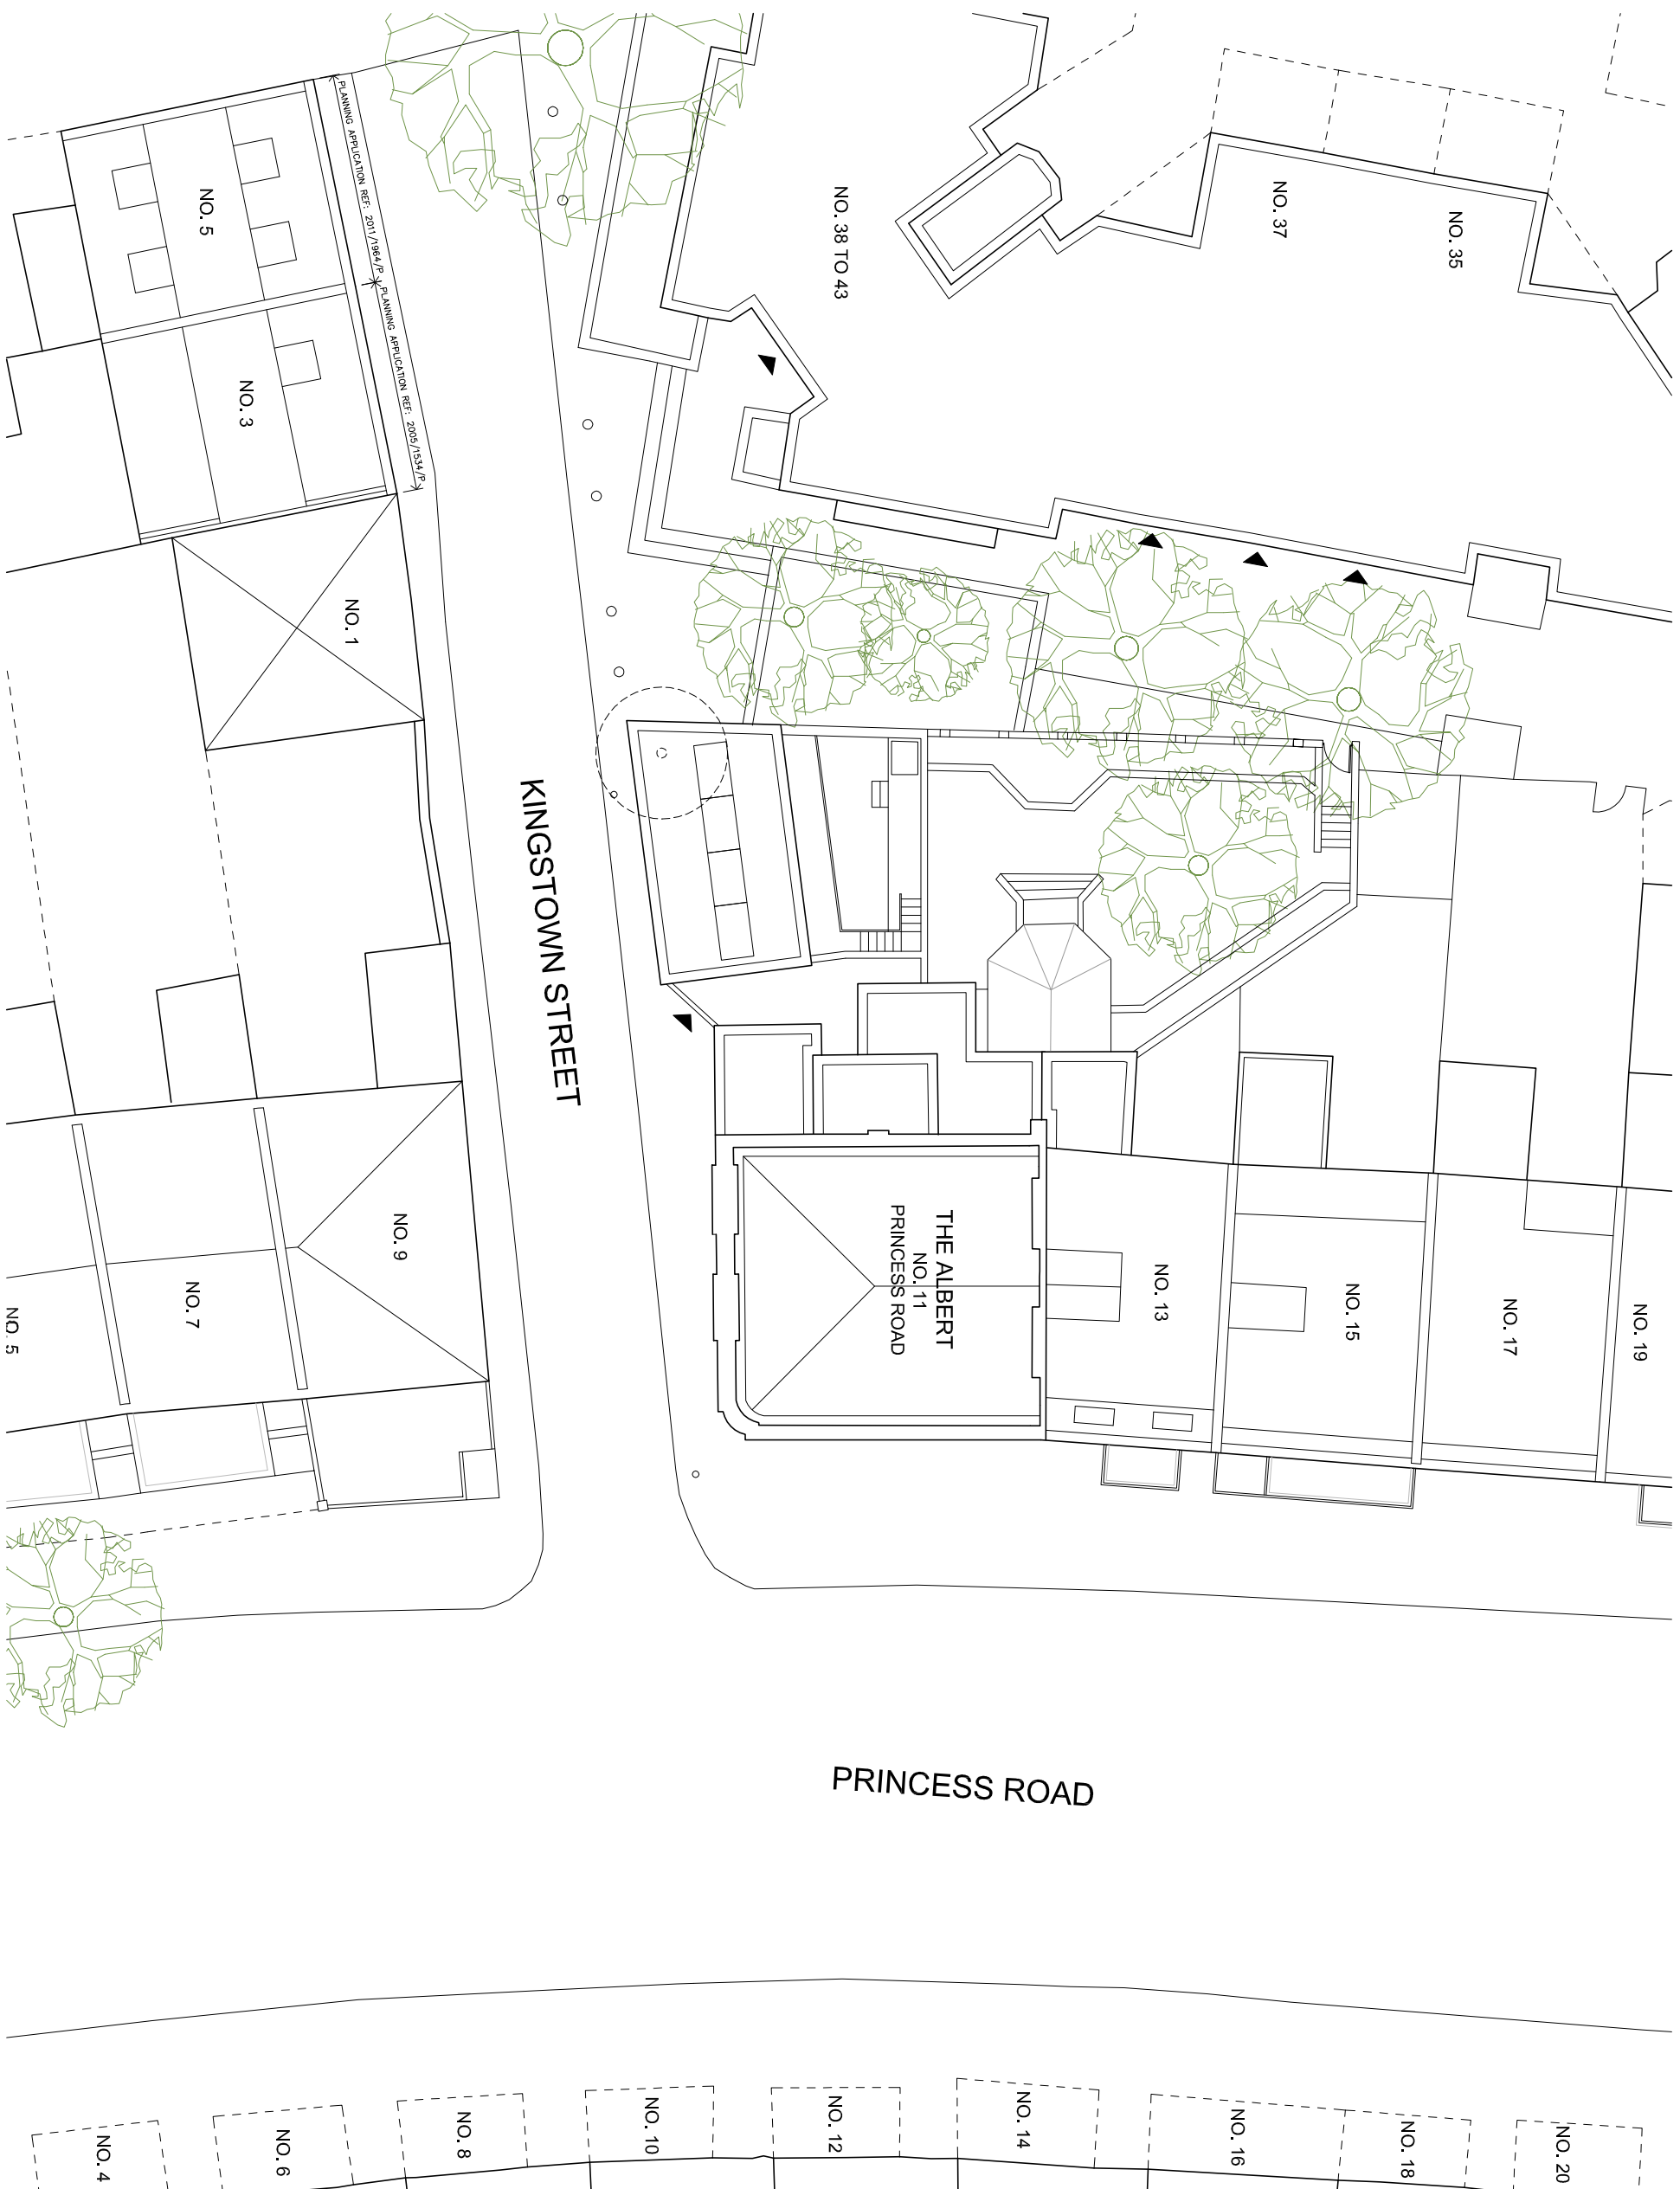 NO. 5
PLANNING APPLICATION REF: 2011/1964/P
PLANNING APPLICATION REF: 2005/1534/P
NO. 3
NO. 1
NO. 38 TO 43
NO. 37
NO. 35
KINGSTOWN STREET
NO. 9
NO. 7
NO. 5
THE ALBERT
NO. 11
PRINCESS ROAD
NO. 13
NO. 15
NO. 17
NO. 19
PRINCESS ROAD
NO. 4
NO. 6
NO. 8
NO. 10
NO. 12
NO. 14
NO. 16
NO. 18
NO. 20